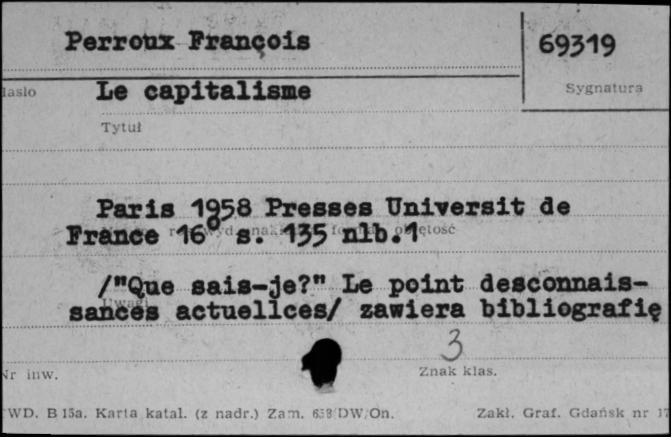 Perroux François
69319
Hasło
Sygnatura
Le capitalisme
Tytuł
Paris 1958 Presses Universit de
France 16° s. 135 nlb.1
/"Que sais-je?" Le point desconnais-
Uwagi
sances actuellces/ zawiera bibliografię
3
Nr inw.
Znak klas.
WD. B 15a. Karta katal. (z nadr.) Zam. 638 DW/On.
Zakł. Graf. Gdańsk nr 17